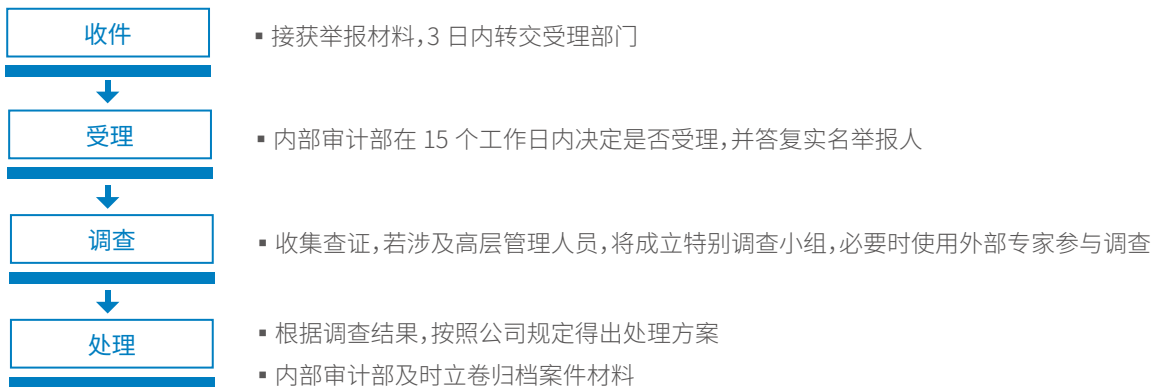 收件
▪ 接获举报材料,3 日内转交受理部门
受理
▪ 内部审计部在 15 个工作日内决定是否受理,并答复实名举报人
调查
▪ 收集查证,若涉及高层管理人员,将成立特别调查小组,必要时使用外部专家参与调查
处理
▪ 根据调查结果,按照公司规定得出处理方案
▪ 内部审计部及时立卷归档案件材料